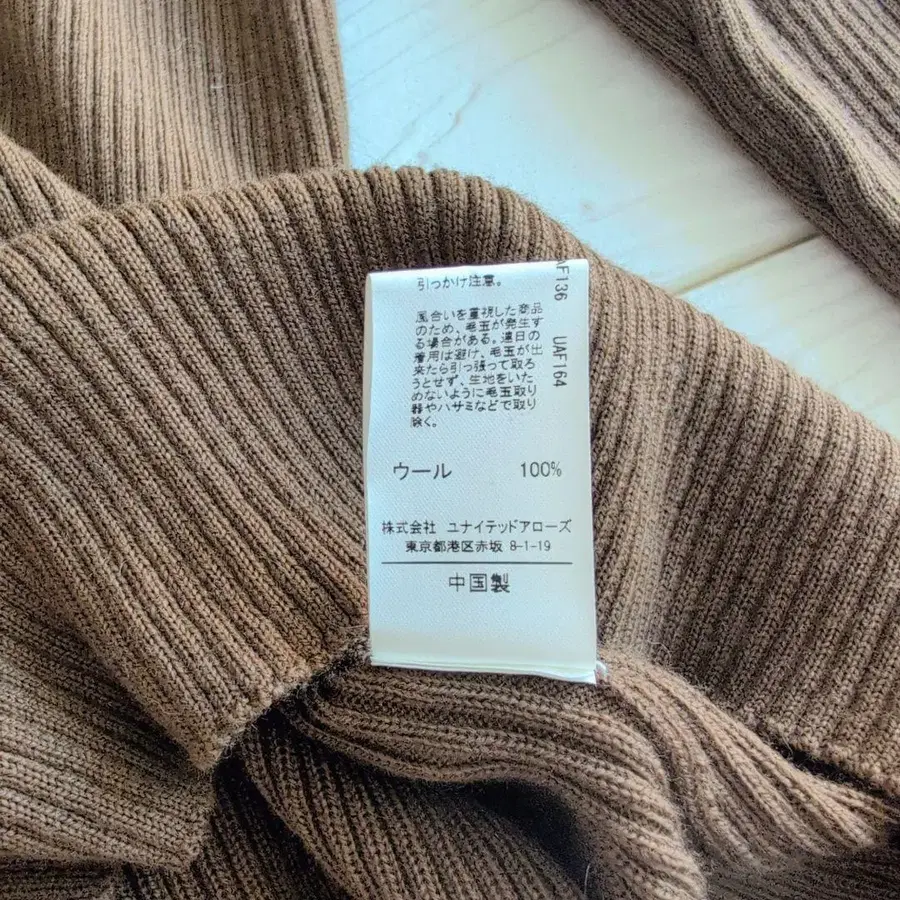 引っかけ注意。
風合いを重視した商品
のため、毛玉が発生す
る場合がある。連日の
着用は避け、毛玉が出
来たら引っ張って取ろ
うとせず、生地をいた
めないように毛玉取り
器やハサミなどで取り
除く。
ウール 100%
株式会社 ユナイテッドアローズ
東京都港区赤坂 8-1-19
中国製
AF136 UAF164